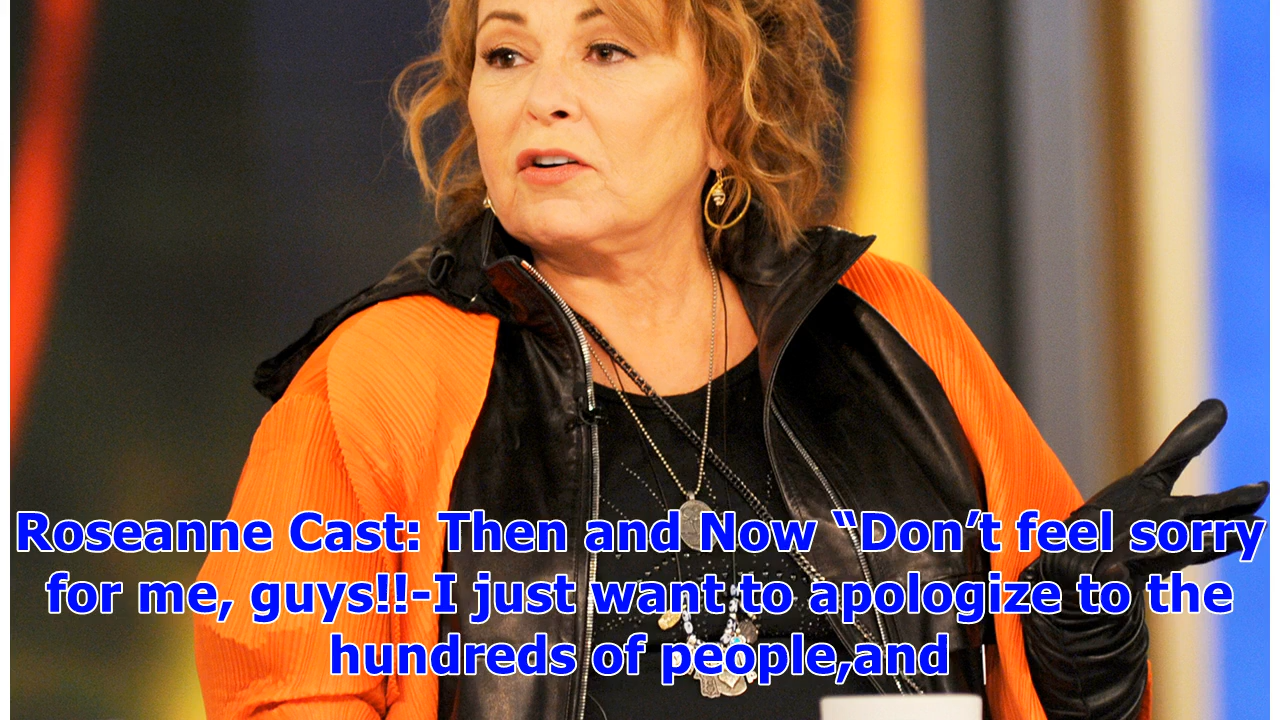 Roseanne Cast: Then and Now “Don’t feel sorry
for me, guys!!-I just want to apologize to the
hundreds of people,and